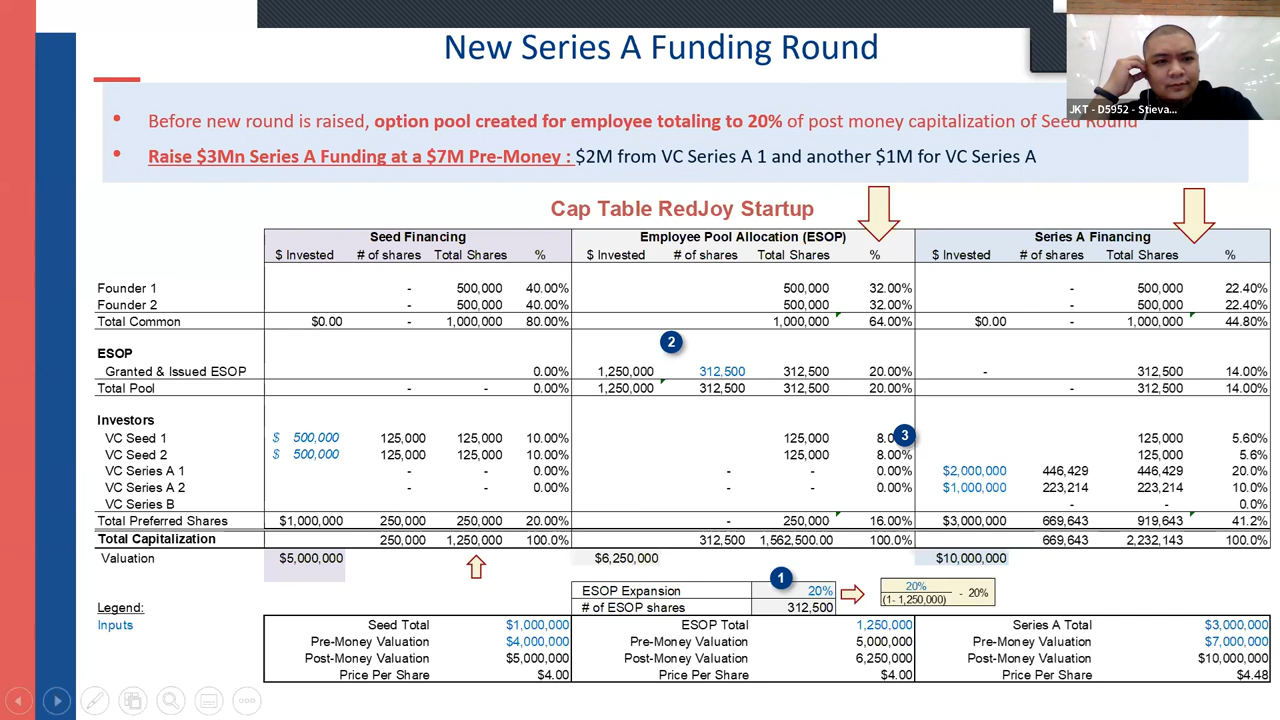 New Series A Funding Round
JKT - D5952 - Stieva...
• Before new round is raised, option pool created for employee totaling to 20% of post money capitalization of Seed Round
• Raise $3Mn Series A Funding at a $7M Pre-Money : $2M from VC Series A 1 and another $1M for VC Series A
Cap Table RedJoy Startup
Seed Financing Employee Pool Allocation (ESOP) Series A Financing
$ Invested # of shares Total Shares % $ Invested # of shares Total Shares % $ Invested # of shares Total Shares %
Founder 1 - 500,000 40.00% 500,000 32.00% - 500,000 22.40%
Founder 2 - 500,000 40.00% 500,000 32.00% - 500,000 22.40%
Total Common $0.00 - 1,000,000 80.00% 1,000,000 64.00% $0.00 - 1,000,000 44.80%
2
ESOP
Granted & Issued ESOP 0.00% 1,250,000 312,500 312,500 20.00% - 312,500 14.00%
Total Pool - - 0.00% 1,250,000 312,500 312,500 20.00% - 312,500 14.00%
Investors
VC Seed 1 $ 500,000 125,000 125,000 10.00% 125,000 8.0 3 125,000 5.60%
VC Seed 2 $ 500,000 125,000 125,000 10.00% 125,000 8.00% 125,000 5.6%
VC Series A 1 - - 0.00% - - 0.00% $2,000,000 446,429 446,429 20.0%
VC Series A 2 - - 0.00% - - 0.00% $1,000,000 223,214 223,214 10.0%
VC Series B - - 0.0%
Total Preferred Shares $1,000,000 250,000 250,000 20.00% - 250,000 16.00% $3,000,000 669,643 919,643 41.2%
Total Capitalization 250,000 1,250,000 100.0% 312,500 1,562,500.00 100.0% 669,643 2,232,143 100.0%
Valuation $5,000,000 $6,250,000 $10,000,000
1
ESOP Expansion 20%
# of ESOP shares 312,500
20%
(1- 1,250,000) - 20%
Legend:
Inputs
Seed Total $1,000,000 ESOP Total 1,250,000 Series A Total $3,000,000
Pre-Money Valuation $4,000,000 Pre-Money Valuation 5,000,000 Pre-Money Valuation $7,000,000
Post-Money Valuation $5,000,000 Post-Money Valuation 6,250,000 Post-Money Valuation $10,000,000
Price Per Share $4.00 Price Per Share $4.00 Price Per Share $4.48